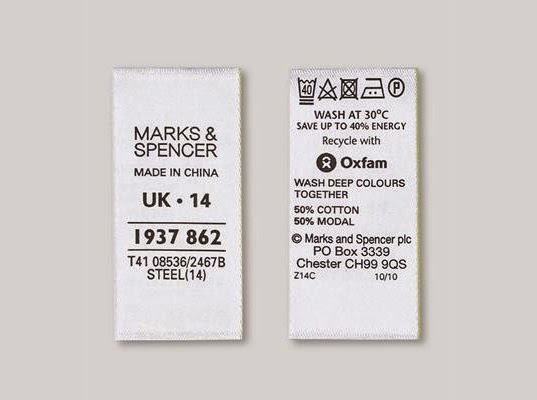 MARKS &
SPENCER
MADE IN CHINA
UK • 14
1937 862
T41 08536/2467B
STEEL(14)
40 P
WASH AT 30°C
SAVE UP TO 40% ENERGY
Recycle with
Oxfam
WASH DEEP COLOURS
TOGETHER
50% COTTON
50% MODAL
© Marks and Spencer plc
PO Box 3339
Chester CH99 9QS
Z14C 10/10